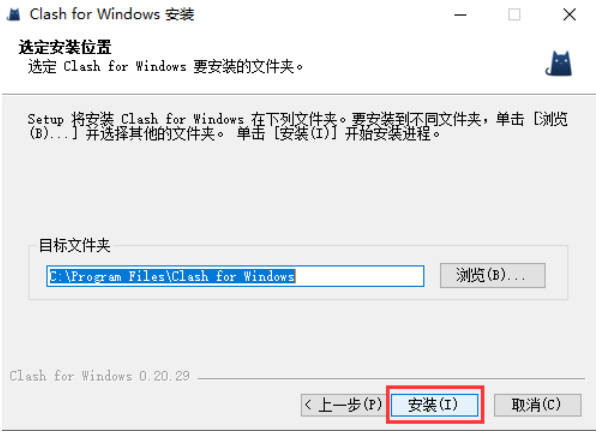 Clash for Windows 安装
选定安装位置
选定 Clash for Windows 要安装的文件夹。
Setup 将安装 Clash for Windows 在下列文件夹。要安装到不同文件夹，单击 [浏览
(B)...] 并选择其他的文件夹。 单击 [安装(I)] 开始安装进程。
目标文件夹
C:\Program Files\Clash for Windows
浏览(B)...
Clash for Windows 0.20.29
< 上一步(P)
安装(I)
取消(C)